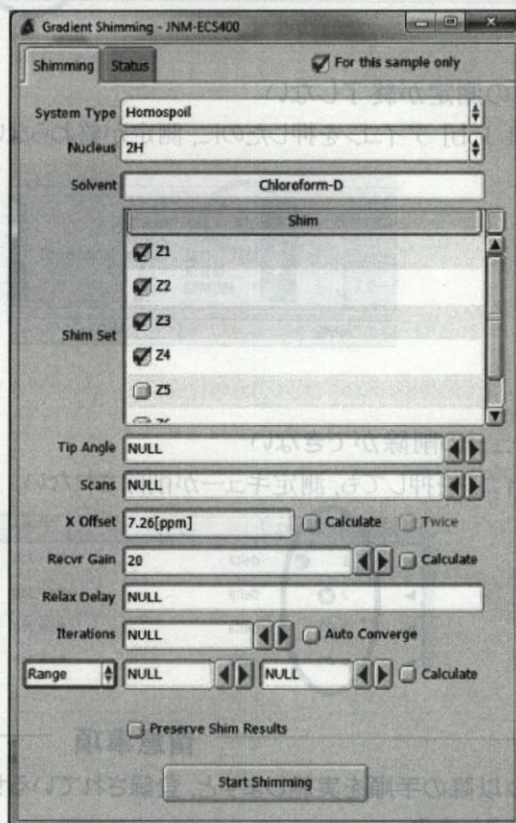 Gradient Shimming - JNM-ECS400
Shimming Status For this sample only
System Type Homospoil
Nucleus 2H
Solvent Chloroform-D
Shim
Shim Set
Z1
Z2
Z3
Z4
Z5
Tip Angle NULL
Scans NULL
X Offset 7.26[ppm] Calculate Twice
Recvr Gain 20 Calculate
Relax Delay NULL
Iterations NULL Auto Converge
Range NULL NULL Calculate
Preserve Shim Results
Start Shimming